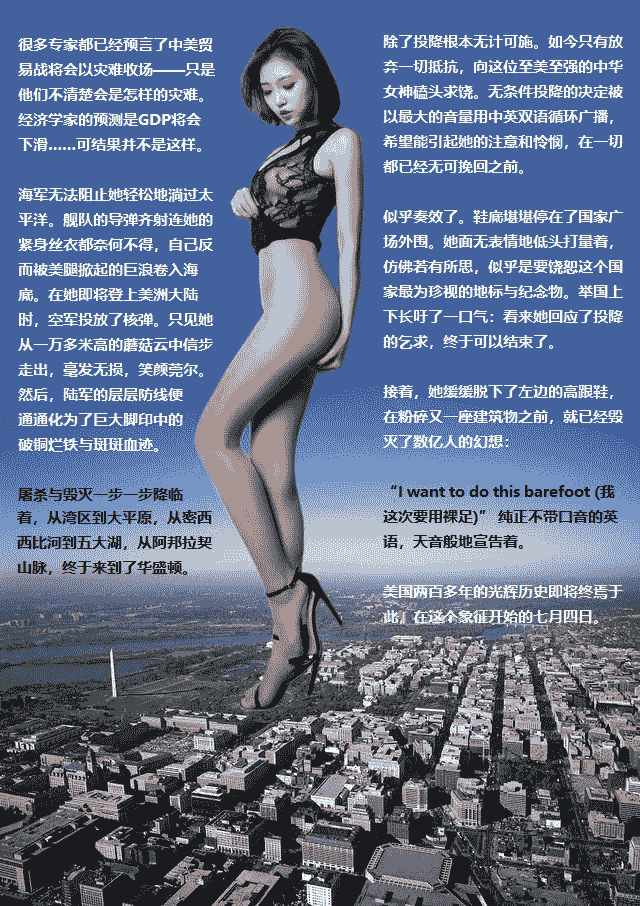 很多专家都已经预言了中美贸
易战将会以灾难收场——只是
他们不清楚会是怎样的灾难。
经济学家的预测是GDP将会
下滑……可结果并不是这样。
海军无法阻止她轻松地淌过太
平洋。舰队的导弹齐射连她的
紧身丝衣都奈何不得，自己反
而被美腿掀起的巨浪卷入海
底。在她即将登上美洲大陆
时，空军投放了核弹。只见她
从一万多米高的蘑菇云中信步
走出，毫发无损，笑颜莞尔。
然后，陆军的层层防线便
通通化为了巨大脚印中的
破铜烂铁与斑斑血迹。
屠杀与毁灭一步一步降临
着，从湾区到大平原，从密西
西比河到五大湖，从阿邦拉契
山脉，终于来到了华盛顿。
除了投降根本无计可施。如今只有放
弃一切抵抗，向这位至美至强的中华
女神磕头求饶。无条件投降的决定被
以最大的音量用中英双语循环广播，
希望能引起她的注意和怜悯，在一切
都已经无可挽回之前。
似乎奏效了。鞋底堪堪停在了国家广
场外围。她面无表情地低头打量着，
仿佛若有所思，似乎是要饶恕这个国
家最为珍视的地标与纪念物。举国上
下长吁了一口气：看来她回应了投降
的乞求，终于可以结束了。
接着，她缓缓脱下了左边的高跟鞋，
在粉碎又一座建筑物之前，就已经毁
灭了数亿人的幻想：
“I want to do this barefoot (我
这次要用裸足)” 纯正不带口音的英
语，天音般地宣告着。
美国两百多年的光辉历史即将终焉于
此，在这个象征开始的七月四日。